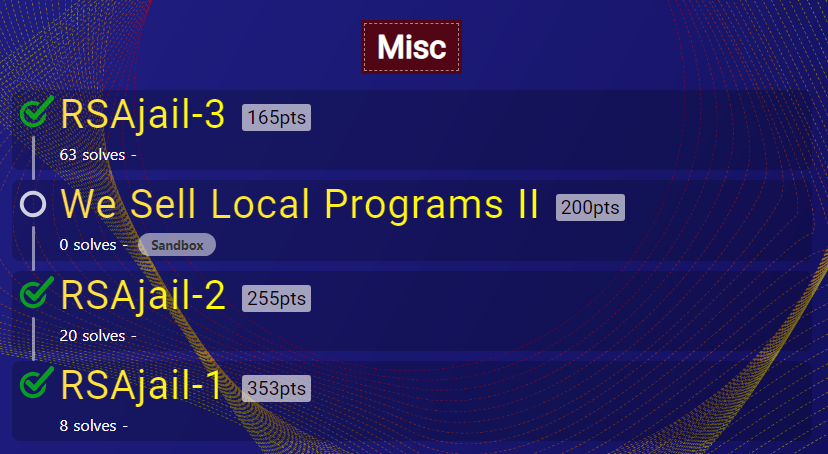 Misc
RSAjail-3 165pts
63 solves -
We Sell Local Programs II 200pts
0 solves - Sandbox
RSAjail-2 255pts
20 solves -
RSAjail-1 353pts
8 solves -